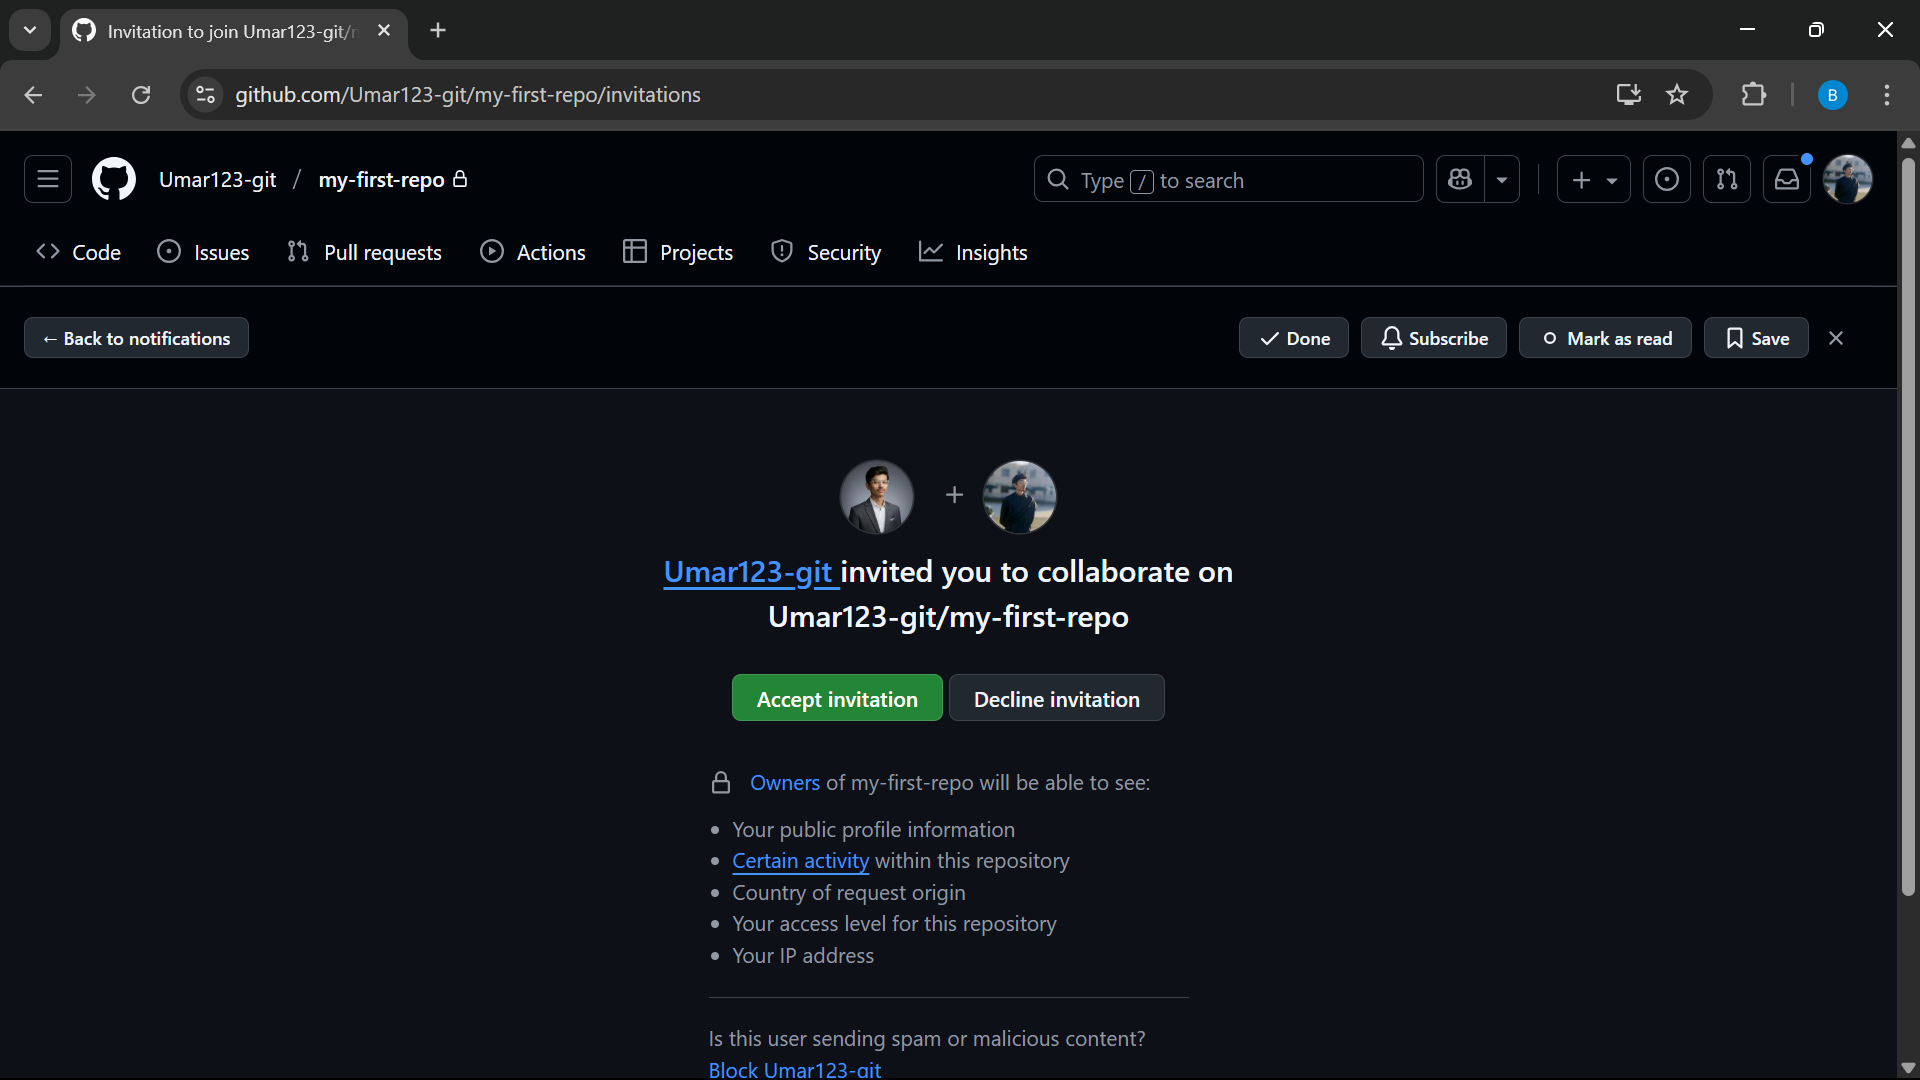 Invitation to join Umar123-git/
github.com/Umar123-git/my-first-repo/invitations
B
Umar123-git / my-first-repo
Type / to search
Code
Issues
Pull requests
Actions
Projects
Security
Insights
← Back to notifications
Done
Subscribe
Mark as read
Save
Umar123-git invited you to collaborate on
Umar123-git/my-first-repo
Accept invitation
Decline invitation
Owners of my-first-repo will be able to see:
• Your public profile information
• Certain activity within this repository
• Country of request origin
• Your access level for this repository
• Your IP address
Is this user sending spam or malicious content?
Block Umar123-git